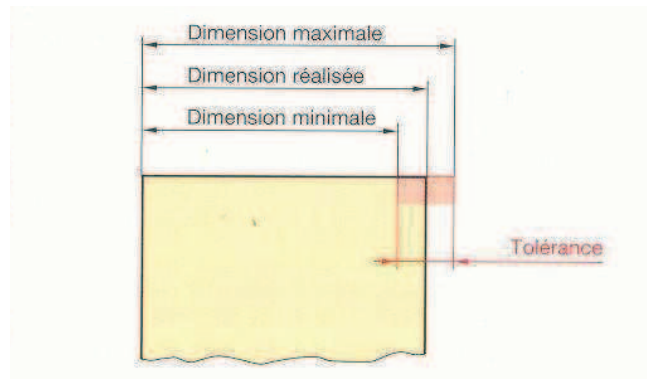 Dimension maximale
Dimension réalisée
Dimension minimale
Tolérance